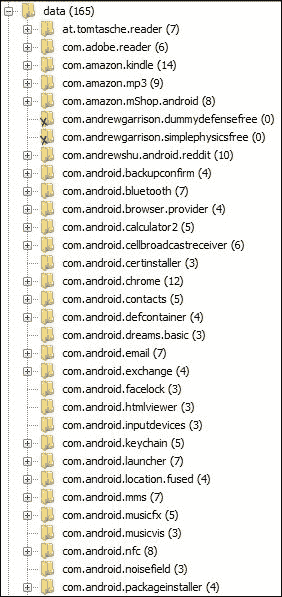 data (165)
at.tomtasche.reader (7)
com.adobe.reader (6)
com.amazon.kindle (14)
com.amazon.mp3 (9)
com.amazon.mShop.android (8)
com.andrewgarrison.dummydefensefree (0)
com.andrewgarrison.simplephysicsfree (0)
com.andrewshu.android.reddit (10)
com.android.backupconfirm (4)
com.android.bluetooth (7)
com.android.browser.provider (4)
com.android.calculator2 (5)
com.android.cellbroadcastreceiver (6)
com.android.certinstaller (3)
com.android.chrome (12)
com.android.contacts (5)
com.android.defcontainer (4)
com.android.dreams.basic (3)
com.android.email (7)
com.android.exchange (4)
com.android.facelock (3)
com.android.htmlviewer (3)
com.android.inputdevices (3)
com.android.keychain (5)
com.android.launcher (7)
com.android.location.fused (4)
com.android.mms (7)
com.android.musicfx (5)
com.android.musicvis (3)
com.android.nfc (8)
com.android.noisefield (3)
com.android.packageinstaller (4)